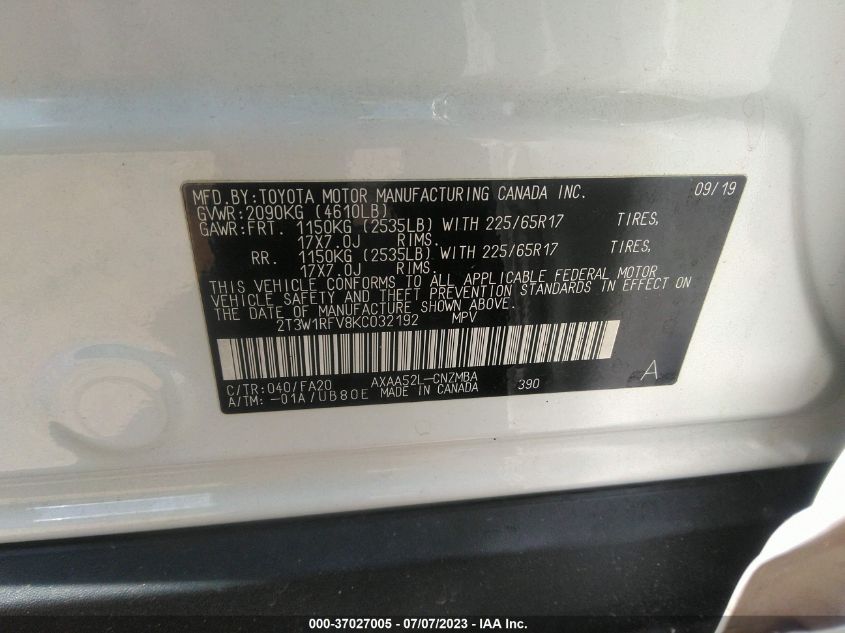 MFD.BY:TOYOTA MOTOR MANUFACTURING CANADA INC. 09/19
GVWR:2090KG (4610LB)
GAWR:FRT. 1150KG (2535LB) WITH 225/65R17 TIRES,
17X7.0J RIMS.
RR. 1150KG (2535LB) WITH 225/65R17 TIRES,
17X7.0J RIMS.
THIS VEHICLE CONFORMS TO ALL APPLICABLE FEDERAL MOTOR
VEHICLE SAFETY AND THEFT PREVENTION STANDARDS IN EFFECT ON
THE DATE OF MANUFACTURE SHOWN ABOVE.
2T3W1RFV8KC032192 MPV
C/TR:040/FA20 AXAA52L-CNZMBA 390 A
A/TM:-01A/UB80E MADE IN CANADA
000-37027005 - 07/07/2023 - IAA Inc.